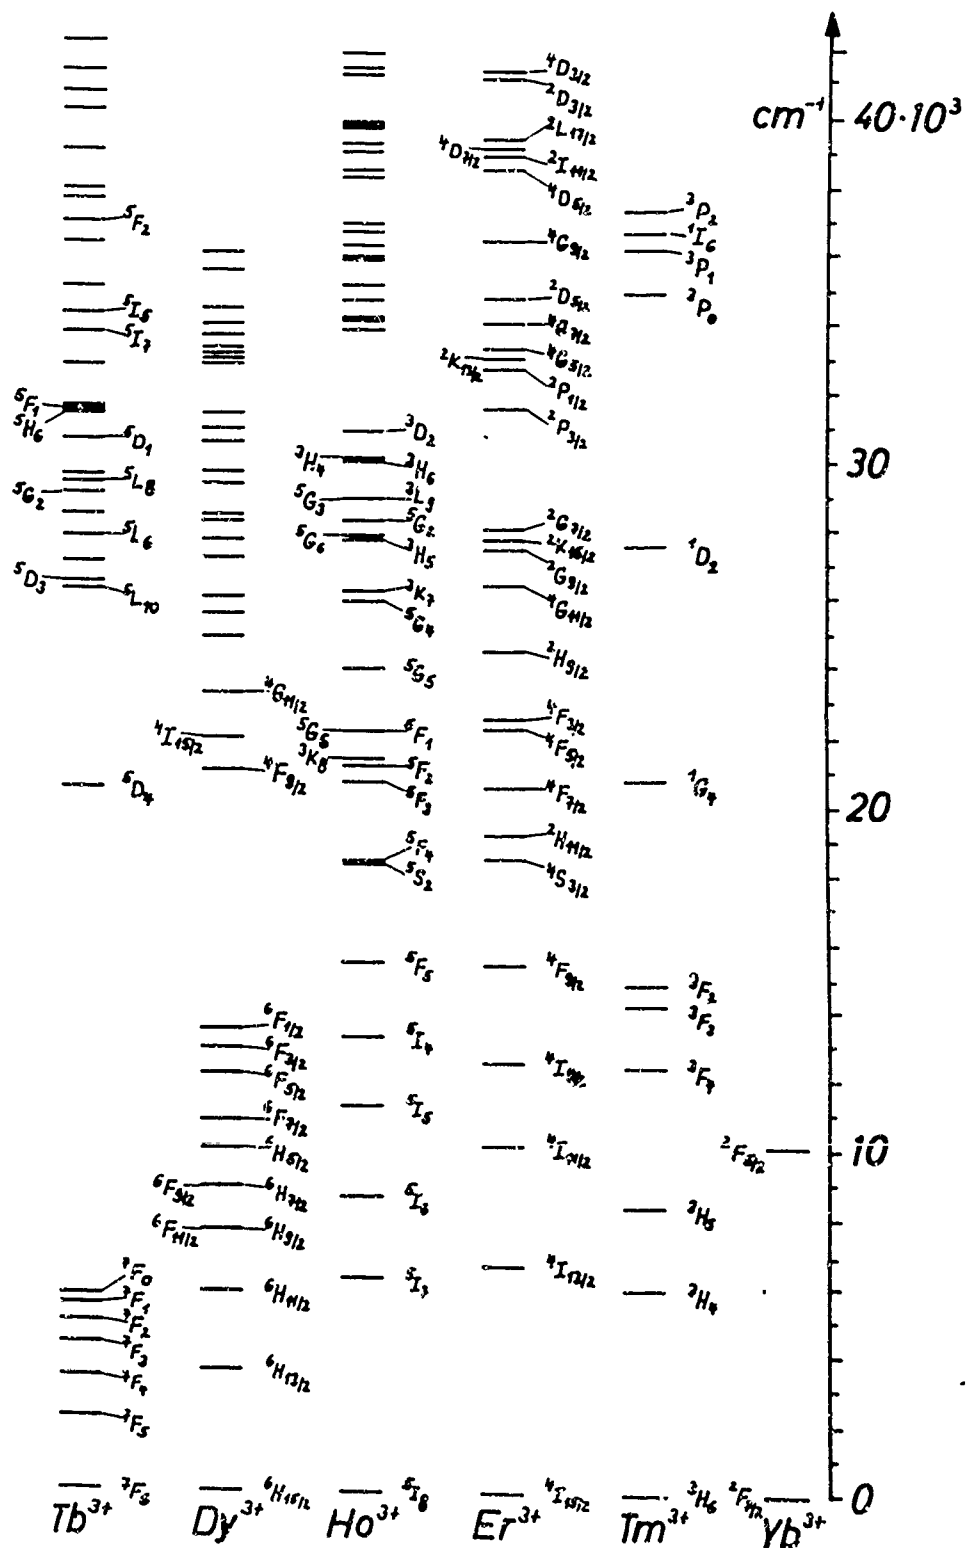 cm⁻¹ 40·10³
30
20
10
0
⁵F₂
⁵I₈
⁵I₇
⁵F₁
⁵H₆
⁵D₁
⁵L₈
⁵G₂
⁵L₆
⁵D₃
⁵L₁₀
⁵D₄
⁷F₀
⁷F₁
⁷F₂
⁷F₃
⁷F₄
⁷F₅
⁷F₆
Tb³⁺
⁴G₁₁/₂
⁴I₁₅/₂
⁴F₉/₂
⁶F₁/₂
⁶F₃/₂
⁶F₅/₂
⁶F₇/₂
⁶H₅/₂
⁶F₉/₂
⁶H₇/₂
⁶F₁₁/₂
⁶H₉/₂
⁶H₁₁/₂
⁶H₁₃/₂
⁶H₁₅/₂
Dy³⁺
³D₂
³H₄
³H₆
⁵G₃
³L₉
⁵G₂
⁵G₆
³H₅
³K₇
⁵G₄
⁵G₅
⁵F₁
³K₈
⁵F₂
⁵F₃
⁵F₄
⁵S₂
⁵F₅
⁵I₄
⁵I₅
⁵I₆
⁵I₇
⁵I₈
Ho³⁺
⁴D₃/₂
²D₃/₂
²L₁₇/₂
⁴D₇/₂
²I₁₁/₂
⁴D₅/₂
⁴G₉/₂
²D₅/₂
⁴G₇/₂
⁴G₅/₂
²K₁₃/₂
²P₁/₂
²P₃/₂
²G₇/₂
²K₁₅/₂
²G₉/₂
⁴G₁₁/₂
²H₉/₂
⁴F₃/₂
⁴F₅/₂
⁴F₇/₂
²H₁₁/₂
⁴S₃/₂
⁴F₉/₂
⁴I₉/₂
⁴I₁₁/₂
⁴I₁₃/₂
⁴I₁₅/₂
Er³⁺
³P₂
¹I₆
³P₁
³P₀
¹D₂
¹G₄
³F₂
³F₃
³F₄
³H₅
³H₄
³H₆
Tm³⁺
²F₅/₂
²F₇/₂
Yb³⁺